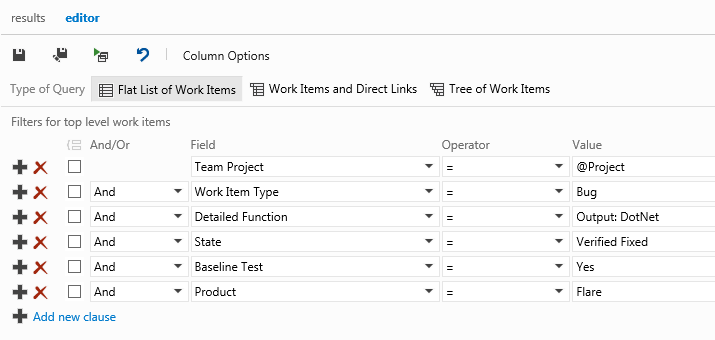 results editor
Column Options
Type of Query Flat List of Work Items Work Items and Direct Links Tree of Work Items
Filters for top level work items
And/Or Field Operator Value
Team Project = @Project
And Work Item Type = Bug
And Detailed Function = Output: DotNet
And State = Verified Fixed
And Baseline Test = Yes
And Product = Flare
Add new clause